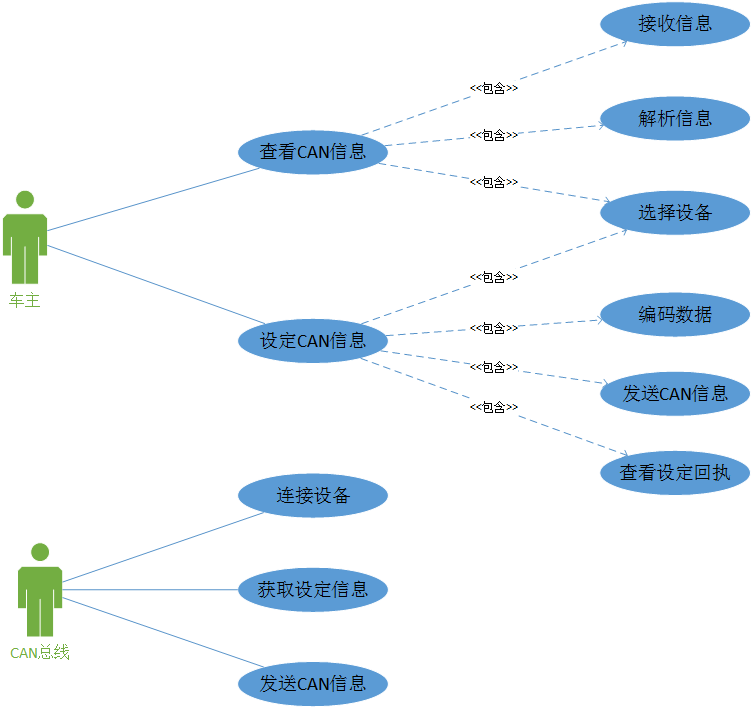 接收信息
<<包含>>
解析信息
<<包含>>
查看CAN信息
<<包含>>
选择设备
车主
<<包含>>
编码数据
<<包含>>
设定CAN信息
<<包含>>
发送CAN信息
<<包含>>
查看设定回执
连接设备
获取设定信息
CAN总线
发送CAN信息